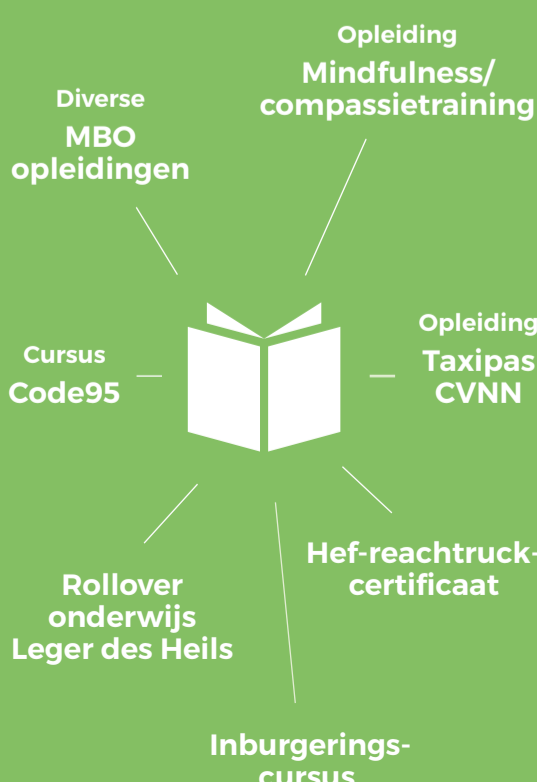 Opleiding
Mindfulness/
compassietraining
Diverse
MBO
opleidingen
Opleiding
Taxipas
CVNN
Cursus
Code95
Hef-reachtruck-
certificaat
Rollover
onderwijs
Leger des Heils
Inburgerings-
cursus